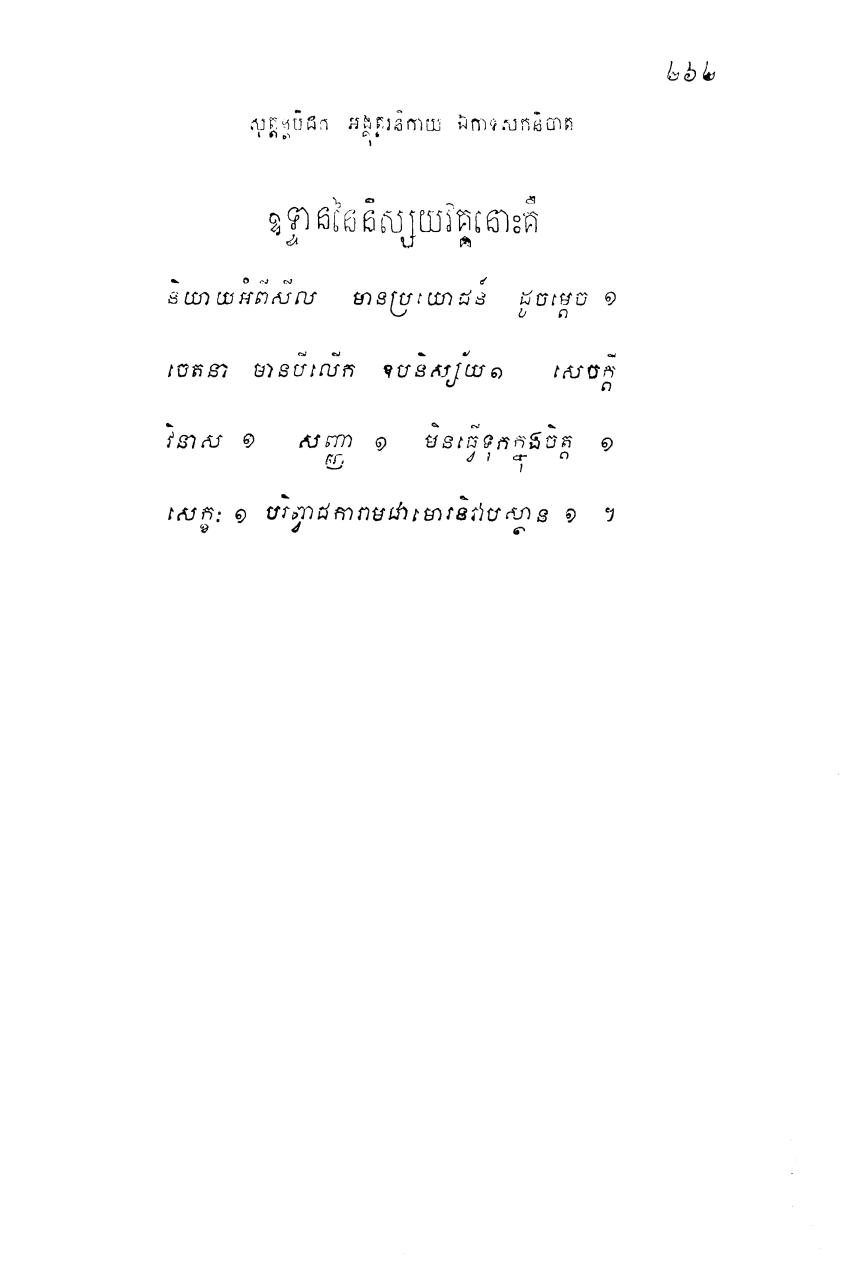 ២៦២
សុត្តន្តបិដក អង្គុត្តរនិកាយ ឯកាទសកនិបាត
ឧទ្ទាននៃនិស្សយវគ្គនោះគឺ
និយាយអំពីសីល មានប្រយោជន៍ ដូចម្តេច ១
ចេតនា មានបីលើក ឧបនិស្ស័យ១ សេចក្តី
វិនាស ១ សញ្ញា ១ មិនធ្វើទុកក្នុងចិត្ត ១
សេក្ខៈ ១ បរិព្វាជការាមជាមោរនិវាបស្ថាន ១ ។